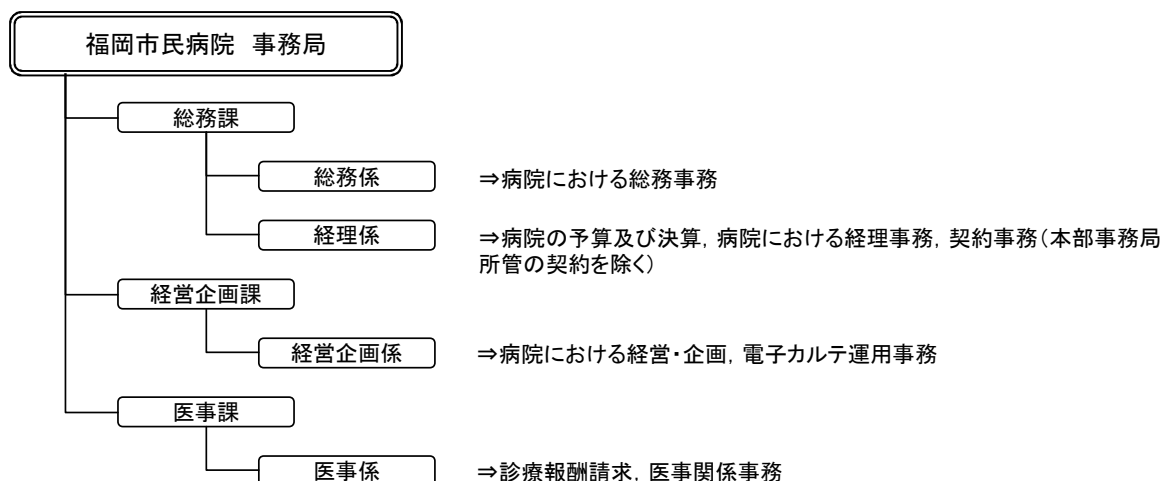 福岡市民病院 事務局
総務課
総務係
⇒病院における総務事務
経理係
⇒病院の予算及び決算，病院における経理事務，契約事務（本部事務局
所管の契約を除く）
経営企画課
経営企画係
⇒病院における経営・企画，電子カルテ運用事務
医事課
医事係
⇒診療報酬請求，医事関係事務